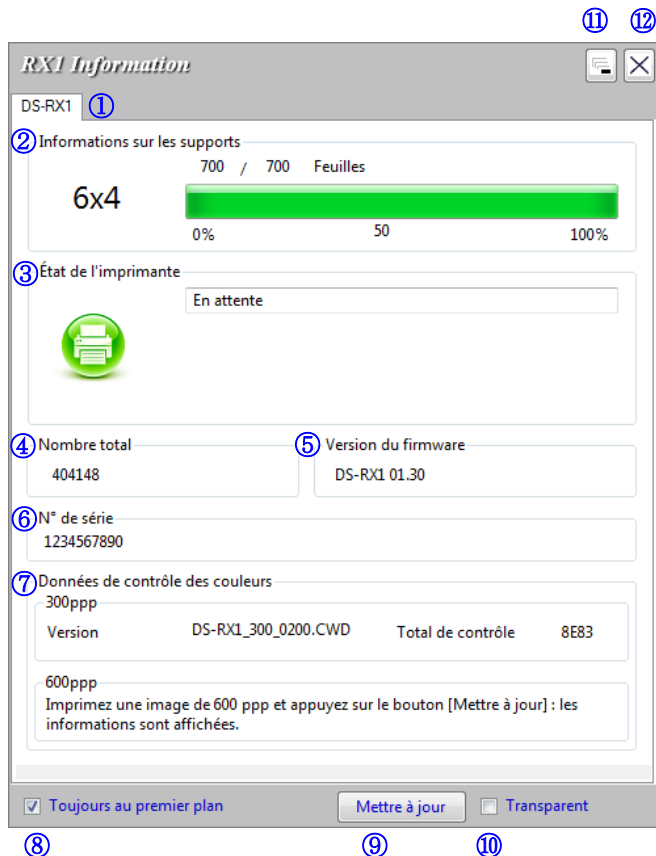 ⑪ ⑫
RX1 Information
DS-RX1 ①
② Informations sur les supports
700 / 700 Feuilles
6x4
0% 50 100%
③ État de l'imprimante
En attente
④ Nombre total
404148
⑤ Version du firmware
DS-RX1 01.30
⑥ N° de série
1234567890
⑦ Données de contrôle des couleurs
300ppp
Version DS-RX1_300_0200.CWD Total de contrôle 8E83
600ppp
Imprimez une image de 600 ppp et appuyez sur le bouton [Mettre à jour] : les
informations sont affichées.
Toujours au premier plan Mettre à jour Transparent
⑧ ⑨ ⑩